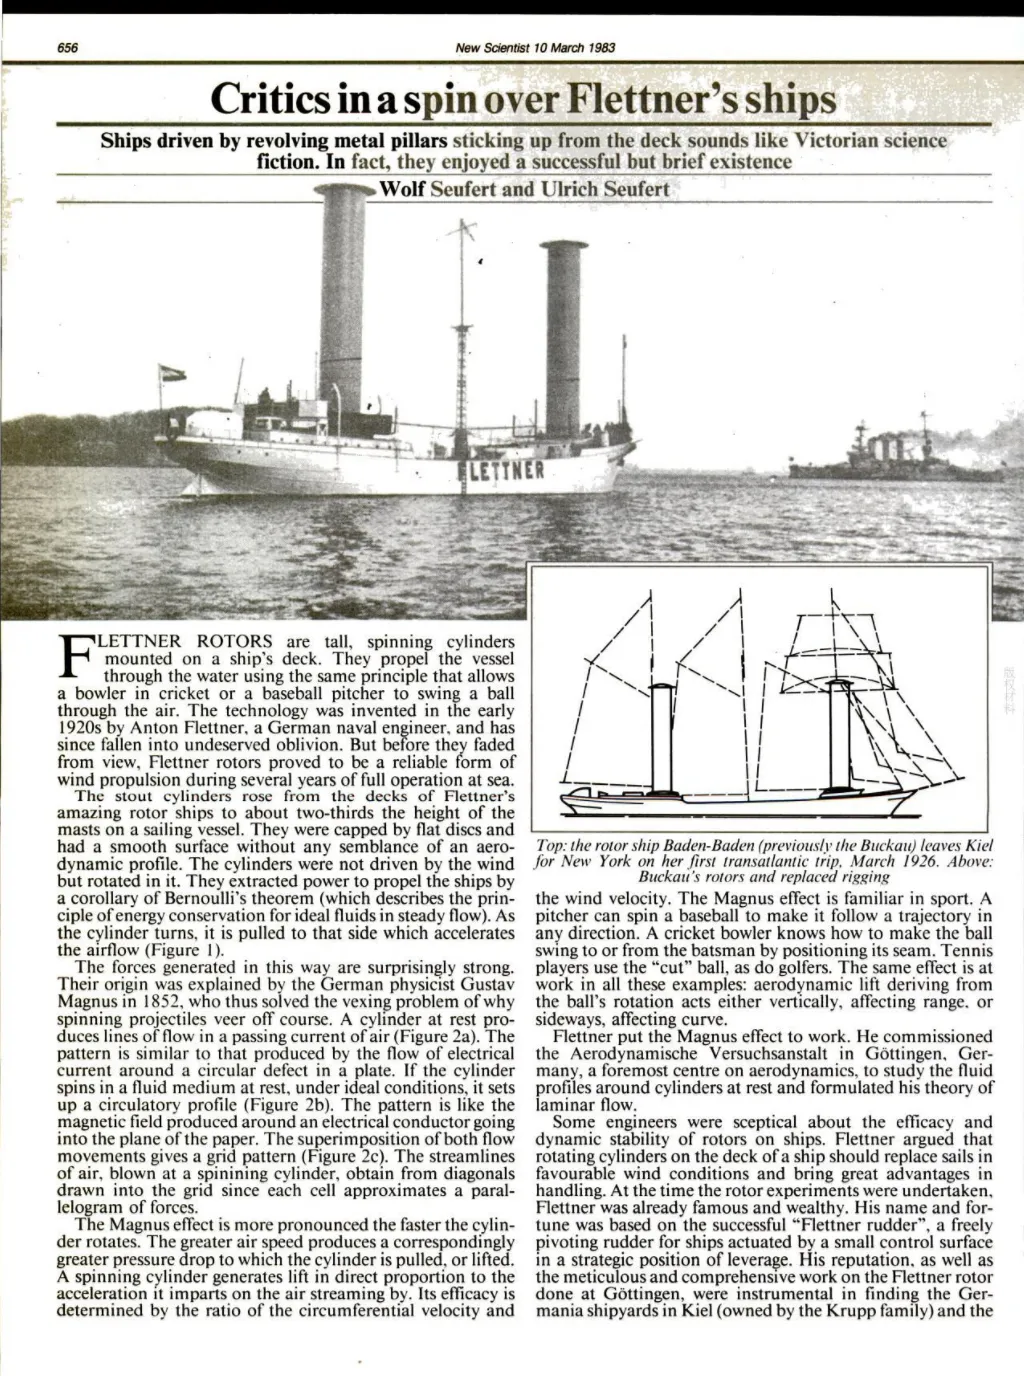 656
New Scientist 10 March 1983
Critics in a spin over Flettner's ships
Ships driven by revolving metal pillars sticking up from the deck sounds like Victorian science
fiction. In fact, they enjoyed a successful but brief existence
Wolf Seufert and Ulrich Seufert
FLETTNER
FLETTNER ROTORS are tall, spinning cylinders
mounted on a ship's deck. They propel the vessel
through the water using the same principle that allows
a bowler in cricket or a baseball pitcher to swing a ball
through the air. The technology was invented in the early
1920s by Anton Flettner, a German naval engineer, and has
since fallen into undeserved oblivion. But before they faded
from view, Flettner rotors proved to be a reliable form of
wind propulsion during several years of full operation at sea.
The stout cylinders rose from the decks of Flettner's
amazing rotor ships to about two-thirds the height of the
masts on a sailing vessel. They were capped by flat discs and
had a smooth surface without any semblance of an aero-
dynamic profile. The cylinders were not driven by the wind
but rotated in it. They extracted power to propel the ships by
a corollary of Bernoulli's theorem (which describes the prin-
ciple of energy conservation for ideal fluids in steady flow). As
the cylinder turns, it is pulled to that side which accelerates
the airflow (Figure 1).
The forces generated in this way are surprisingly strong.
Their origin was explained by the German physicist Gustav
Magnus in 1852, who thus solved the vexing problem of why
spinning projectiles veer off course. A cylinder at rest pro-
duces lines of flow in a passing current of air (Figure 2a). The
pattern is similar to that produced by the flow of electrical
current around a circular defect in a plate. If the cylinder
spins in a fluid medium at rest, under ideal conditions, it sets
up a circulatory profile (Figure 2b). The pattern is like the
magnetic field produced around an electrical conductor going
into the plane of the paper. The superimposition of both flow
movements gives a grid pattern (Figure 2c). The streamlines
of air, blown at a spinining cylinder, obtain from diagonals
drawn into the grid since each cell approximates a paral-
lelogram of forces.
The Magnus effect is more pronounced the faster the cylin-
der rotates. The greater air speed produces a correspondingly
greater pressure drop to which the cylinder is pulled, or lifted.
A spinning cylinder generates lift in direct proportion to the
acceleration it imparts on the air streaming by. Its efficacy is
determined by the ratio of the circumferential velocity and
Top: the rotor ship Baden-Baden (previously the Buckau) leaves Kiel
for New York on her first transatlantic trip, March 1926. Above:
Buckau's rotors and replaced rigging
the wind velocity. The Magnus effect is familiar in sport. A
pitcher can spin a baseball to make it follow a trajectory in
any direction. A cricket bowler knows how to make the ball
swing to or from the batsman by positioning its seam. Tennis
players use the “cut” ball, as do golfers. The same effect is at
work in all these examples: aerodynamic lift deriving from
the ball's rotation acts either vertically, affecting range, or
sideways, affecting curve.
Flettner put the Magnus effect to work. He commissioned
the Aerodynamische Versuchsanstalt in Göttingen, Ger-
many, a foremost centre on aerodynamics, to study the fluid
profiles around cylinders at rest and formulated his theory of
laminar flow.
Some engineers were sceptical about the efficacy and
dynamic stability of rotors on ships. Flettner argued that
rotating cylinders on the deck of a ship should replace sails in
favourable wind conditions and bring great advantages in
handling. At the time the rotor experiments were undertaken,
Flettner was already famous and wealthy. His name and for-
tune was based on the successful “Flettner rudder”, a freely
pivoting rudder for ships actuated by a small control surface
in a strategic position of leverage. His reputation, as well as
the meticulous and comprehensive work on the Flettner rotor
done at Göttingen, were instrumental in finding the Ger-
mania shipyards in Kiel (owned by the Krupp family) and the
版权材料